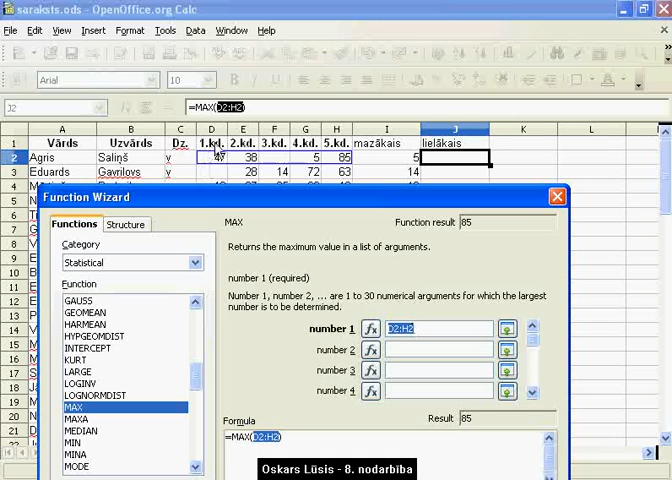 saraksts.ods - OpenOffice.org Calc
File Edit View Insert Format Tools Data Window Help
Arial 10
J2 =MAX(D2:H2)
A B C D E F G H I J K L
1 Vārds Uzvārds Dz. 1.kd. 2.kd. 3.kd. 4.kd. 5.kd. mazākais lielākais
2 Agris Saliņš v 47 38 5 85 5
3 Eduards Gavrilovs v 28 14 72 63 14
Function Wizard
Functions Structure
MAX
Function result 85
Category
Statistical
Returns the maximum value in a list of arguments.
Function
number 1 (required)
Number 1, number 2, ... are 1 to 30 numerical arguments for which the largest
number is to be determined.
GAUSS
GEOMEAN
HARMEAN
HYPGEOMDIST
INTERCEPT
KURT
LARGE
LOGINV
LOGNORMDIST
MAX
MAXA
MEDIAN
MIN
MINA
MODE
number 1 D2:H2
number 2
number 3
number 4
Formula Result 85
=MAX(D2:H2)
Oskars Lūsis - 8. nodarbība